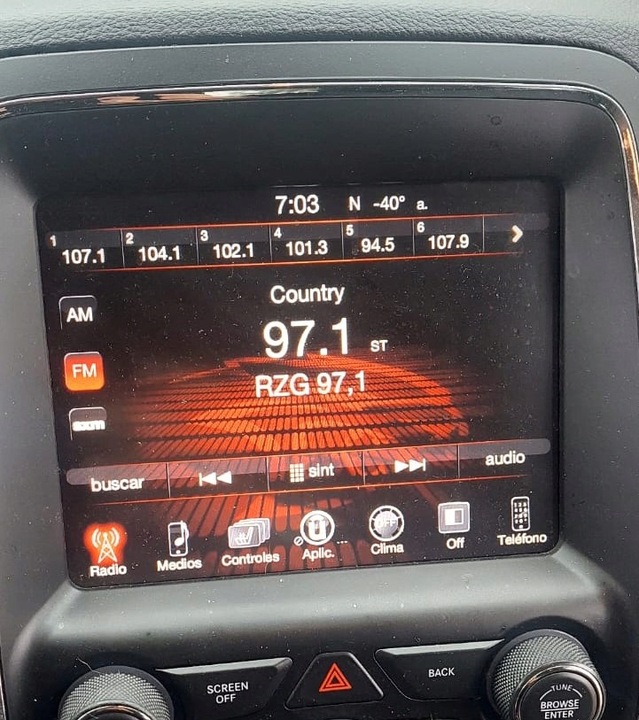 7:03 N -40° a.
1 107.1 2 104.1 3 102.1 4 101.3 5 94.5 6 107.9
Country
AM
97.1 ST
FM
RZG 97,1
sxm
buscar sint audio
Radio Medios Controles Aplic. ... OFF Clima Off Teléfono
SCREEN OFF
BACK
TUNE
BROWSE
ENTER